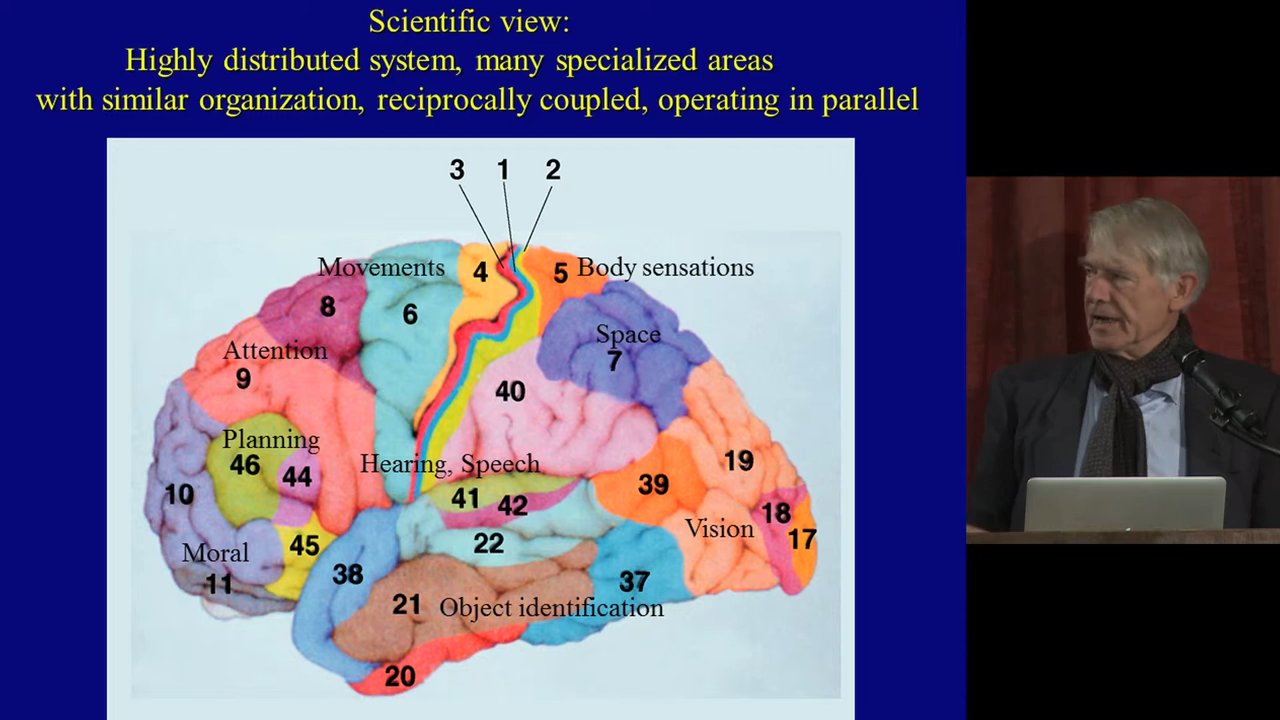 Scientific view:
Highly distributed system, many specialized areas
with similar organization, reciprocally coupled, operating in parallel
3 1 2
Movements 4 5 Body sensations
8 6
Space
7
Attention
9
40
Planning
46 44
Hearing, Speech
19
10
41 42
39
18
Vision
17
45
22
Moral
11
38
37
21 Object identification
20